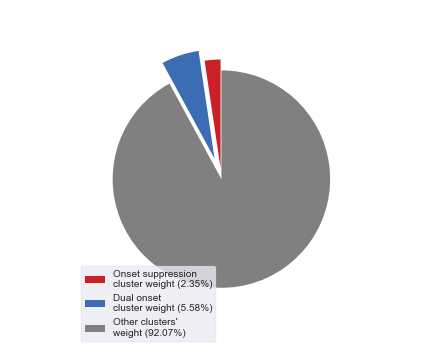 Onset suppression
cluster weight (2.35%)
Dual onset
cluster weight (5.58%)
Other clusters'
weight (92.07%)